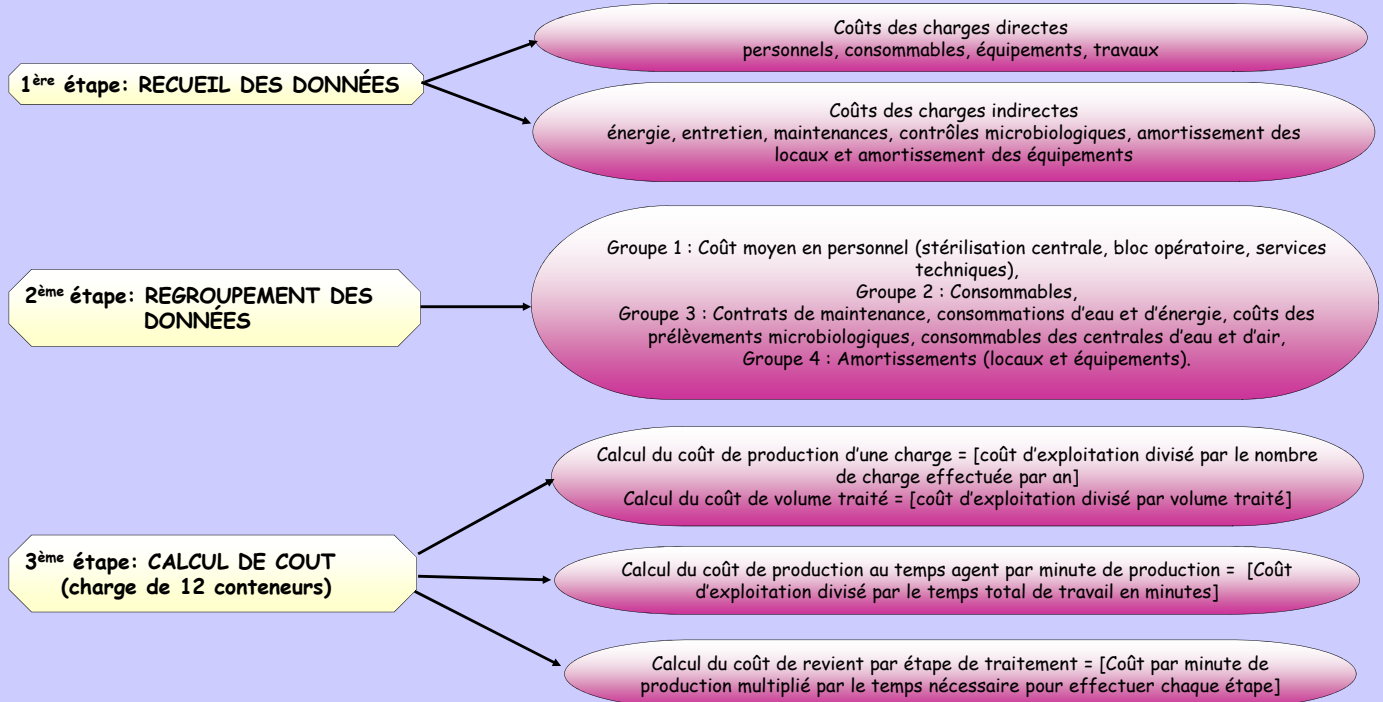 1ère étape: RECUEIL DES DONNÉES
Coûts des charges directes
personnels, consommables, équipements, travaux
Coûts des charges indirectes
énergie, entretien, maintenances, contrôles microbiologiques, amortissement des
locaux et amortissement des équipements
2ème étape: REGROUPEMENT DES
DONNÉES
Groupe 1 : Coût moyen en personnel (stérilisation centrale, bloc opératoire, services
techniques),
Groupe 2 : Consommables,
Groupe 3 : Contrats de maintenance, consommations d'eau et d'énergie, coûts des
prélèvements microbiologiques, consommables des centrales d'eau et d'air,
Groupe 4 : Amortissements (locaux et équipements).
3ème étape: CALCUL DE COUT
(charge de 12 conteneurs)
Calcul du coût de production d'une charge = [coût d'exploitation divisé par le nombre
de charge effectuée par an]
Calcul du coût de volume traité = [coût d'exploitation divisé par volume traité]
Calcul du coût de production au temps agent par minute de production = [Coût
d'exploitation divisé par le temps total de travail en minutes]
Calcul du coût de revient par étape de traitement = [Coût par minute de
production multiplié par le temps nécessaire pour effectuer chaque étape]